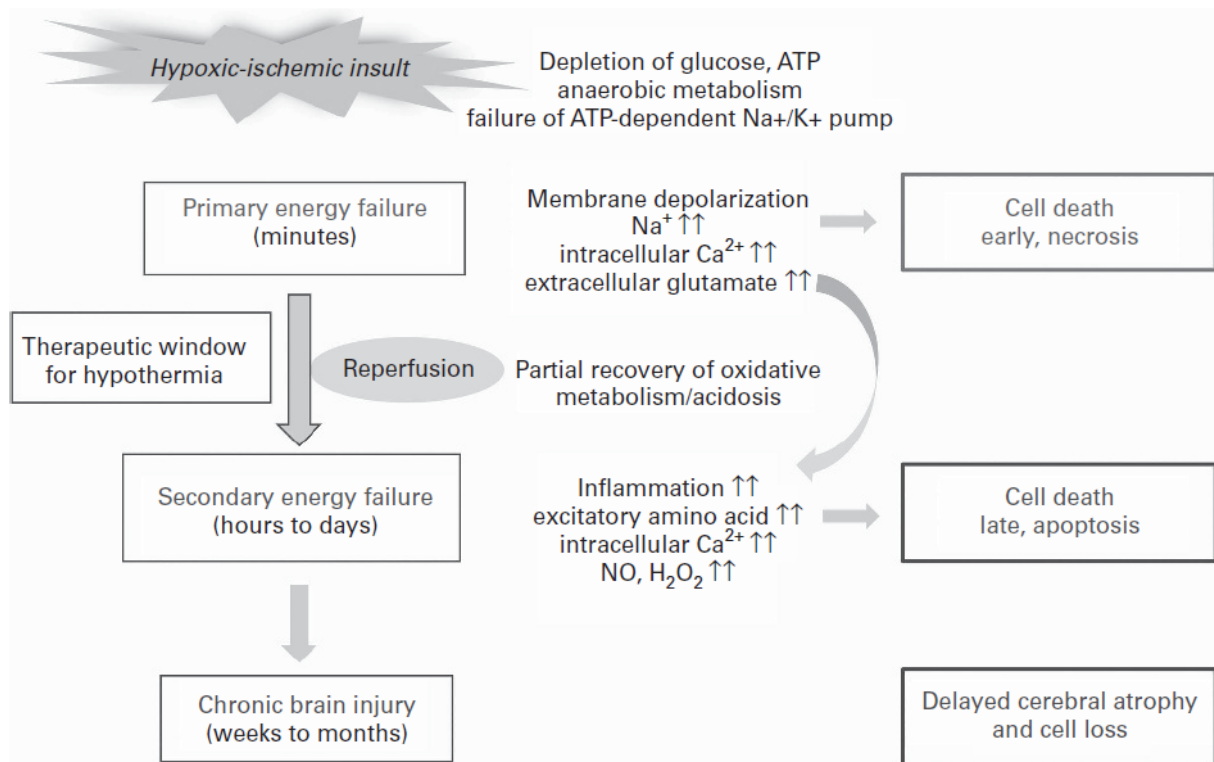 Hypoxic-ischemic insult
Depletion of glucose, ATP
anaerobic metabolism
failure of ATP-dependent Na+/K+ pump
Primary energy failure
(minutes)
Membrane depolarization
Na⁺ ↑↑
intracellular Ca²⁺ ↑↑
extracellular glutamate ↑↑
Cell death
early, necrosis
Therapeutic window
for hypothermia
Reperfusion
Partial recovery of oxidative
metabolism/acidosis
Secondary energy failure
(hours to days)
Inflammation ↑↑
excitatory amino acid ↑↑
intracellular Ca²⁺ ↑↑
NO, H₂O₂ ↑↑
Cell death
late, apoptosis
Chronic brain injury
(weeks to months)
Delayed cerebral atrophy
and cell loss